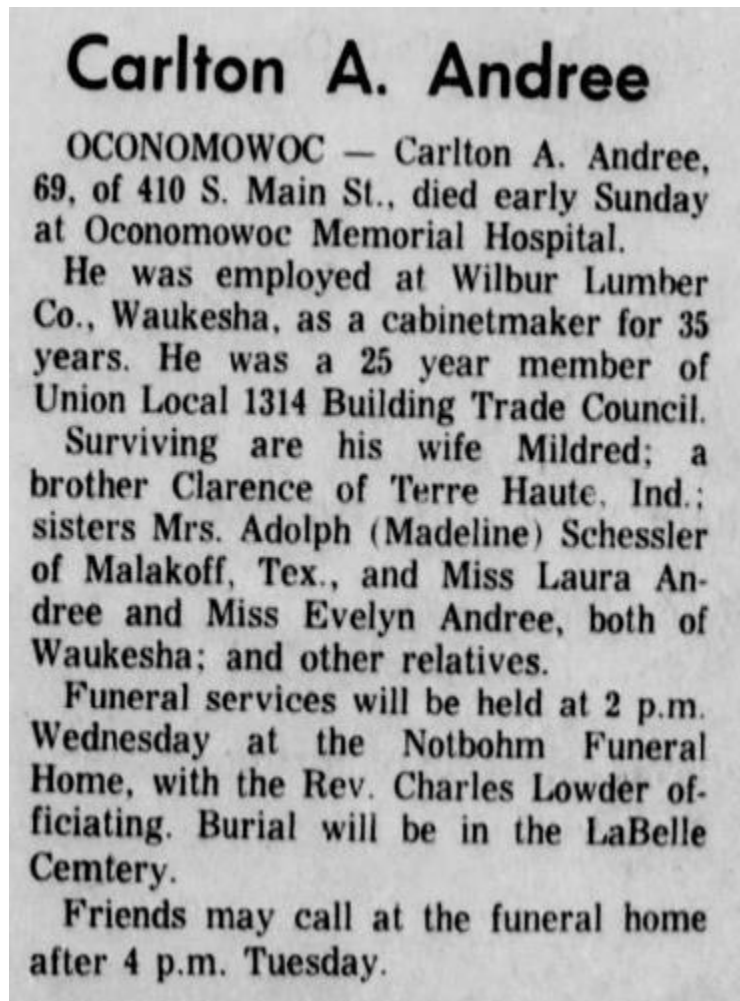 Carlton A. Andree
OCONOMOWOC — Carlton A. Andree,
69, of 410 S. Main St., died early Sunday
at Oconomowoc Memorial Hospital.
He was employed at Wilbur Lumber
Co., Waukesha, as a cabinetmaker for 35
years. He was a 25 year member of
Union Local 1314 Building Trade Council.
Surviving are his wife Mildred; a
brother Clarence of Terre Haute, Ind.;
sisters Mrs. Adolph (Madeline) Schessler
of Malakoff, Tex., and Miss Laura An-
dree and Miss Evelyn Andree, both of
Waukesha; and other relatives.
Funeral services will be held at 2 p.m.
Wednesday at the Notbohm Funeral
Home, with the Rev. Charles Lowder of-
ficiating. Burial will be in the LaBelle
Cemtery.
Friends may call at the funeral home
after 4 p.m. Tuesday.